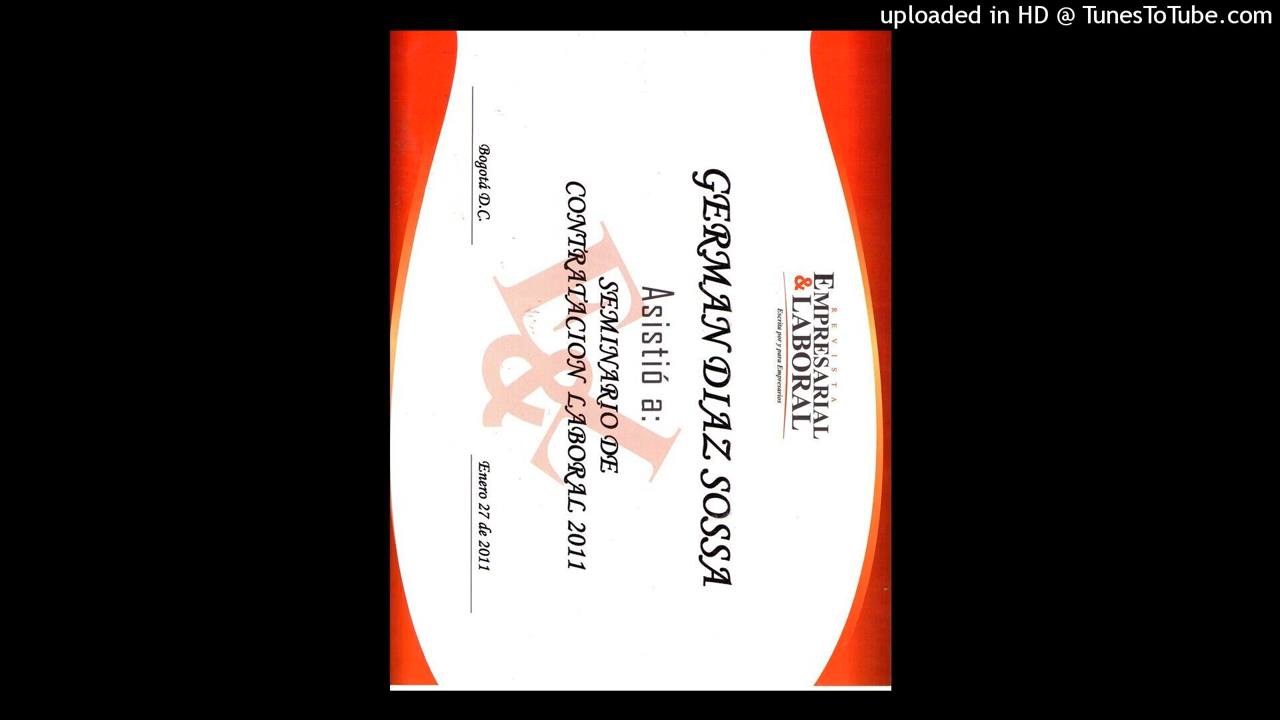 uploaded in HD @ TunesToTube.com
REVISTA
EMPRESARIAL
& LABORAL
Escrita por y para Empresarios
GERMAN DIAZ SOSSA
Asistió a:
SEMINARIO DE
CONTRATACION LABORAL 2011
E&L
Bogotá D.C.
Enero 27 de 2011